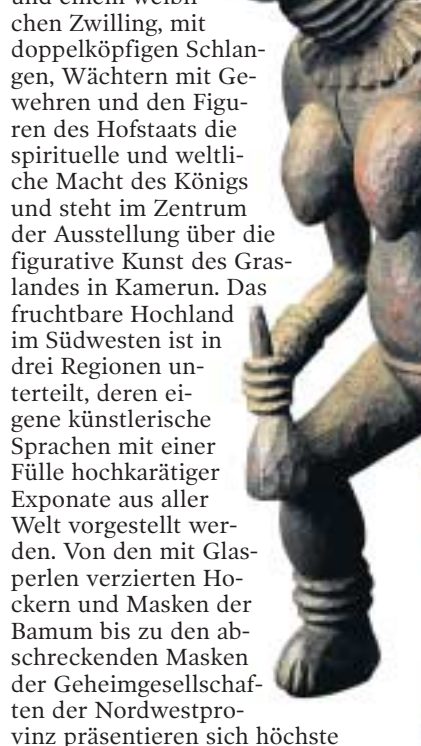 chen Zwilling, mit
doppelköpfigen Schlan-
gen, Wächtern mit Ge-
wehren und den Figu-
ren des Hofstaats die
spirituelle und weltli-
che Macht des Königs
und steht im Zentrum
der Ausstellung über die
figurative Kunst des Gras-
landes in Kamerun. Das
fruchtbare Hochland
im Südwesten ist in
drei Regionen un-
terteilt, deren ei-
gene künstlerische
Sprachen mit einer
Fülle hochkarätiger
Exponate aus aller
Welt vorgestellt wer-
den. Von den mit Glas-
perlen verzierten Ho-
ckern und Masken der
Bamum bis zu den ab-
schreckenden Masken
der Geheimgesellschaf-
ten der Nordwestpro-
vinz präsentieren sich höchste